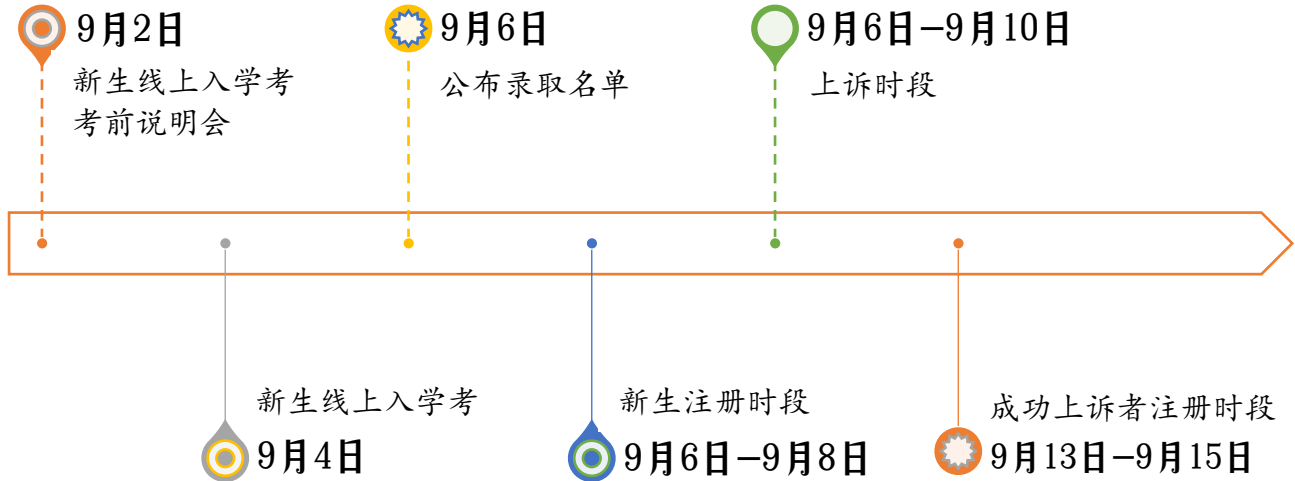 9月2日
新生线上入学考
考前说明会
9月6日
公布录取名单
9月6日–9月10日
上诉时段
新生线上入学考
9月4日
新生注册时段
9月6日–9月8日
成功上诉者注册时段
9月13日–9月15日